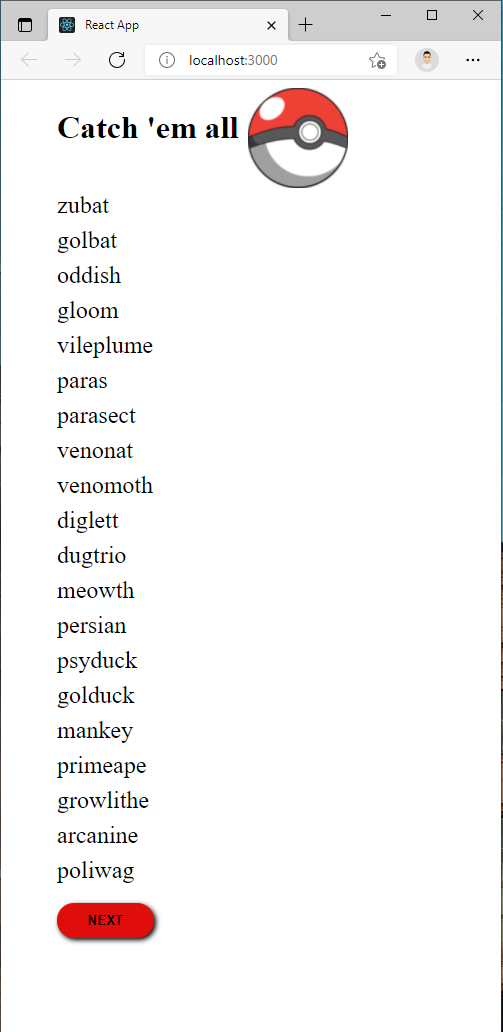 React App
localhost:3000
Catch 'em all
zubat
golbat
oddish
gloom
vileplume
paras
parasect
venonat
venomoth
diglett
dugtrio
meowth
persian
psyduck
golduck
mankey
primeape
growlithe
arcanine
poliwag
NEXT